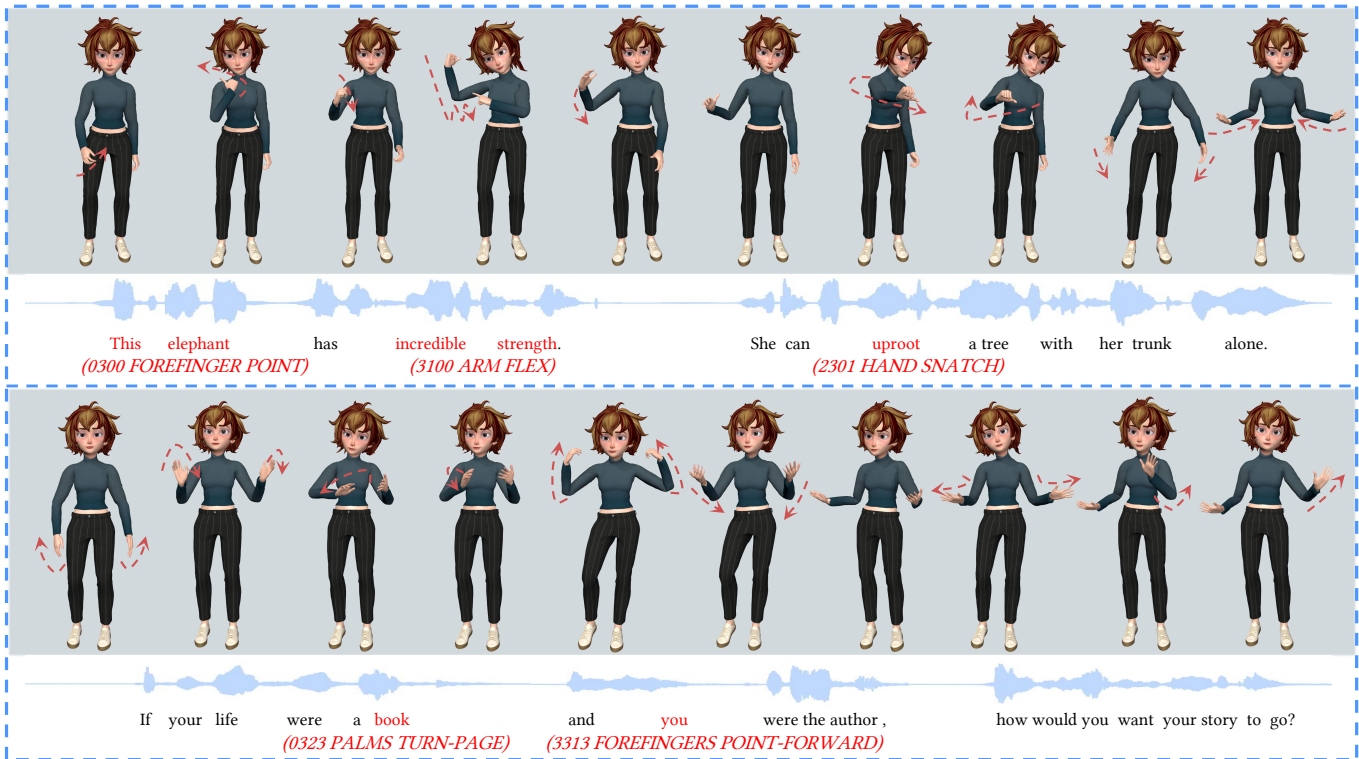 This elephant has incredible strength. She can uproot a tree with her trunk alone.
(0300 FOREFINGER POINT) (3100 ARM FLEX) (2301 HAND SNATCH)
If your life were a book and you were the author , how would you want your story to go?
(0323 PALMS TURN-PAGE) (3313 FOREFINGERS POINT-FORWARD)